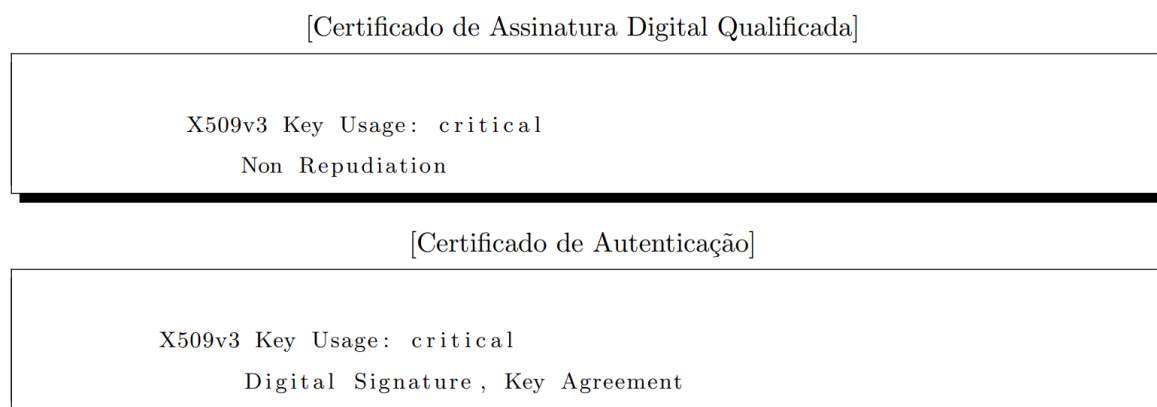 [Certificado de Assinatura Digital Qualificada]
X509v3 Key Usage: critical
Non Repudiation
[Certificado de Autenticação]
X509v3 Key Usage: critical
Digital Signature, Key Agreement